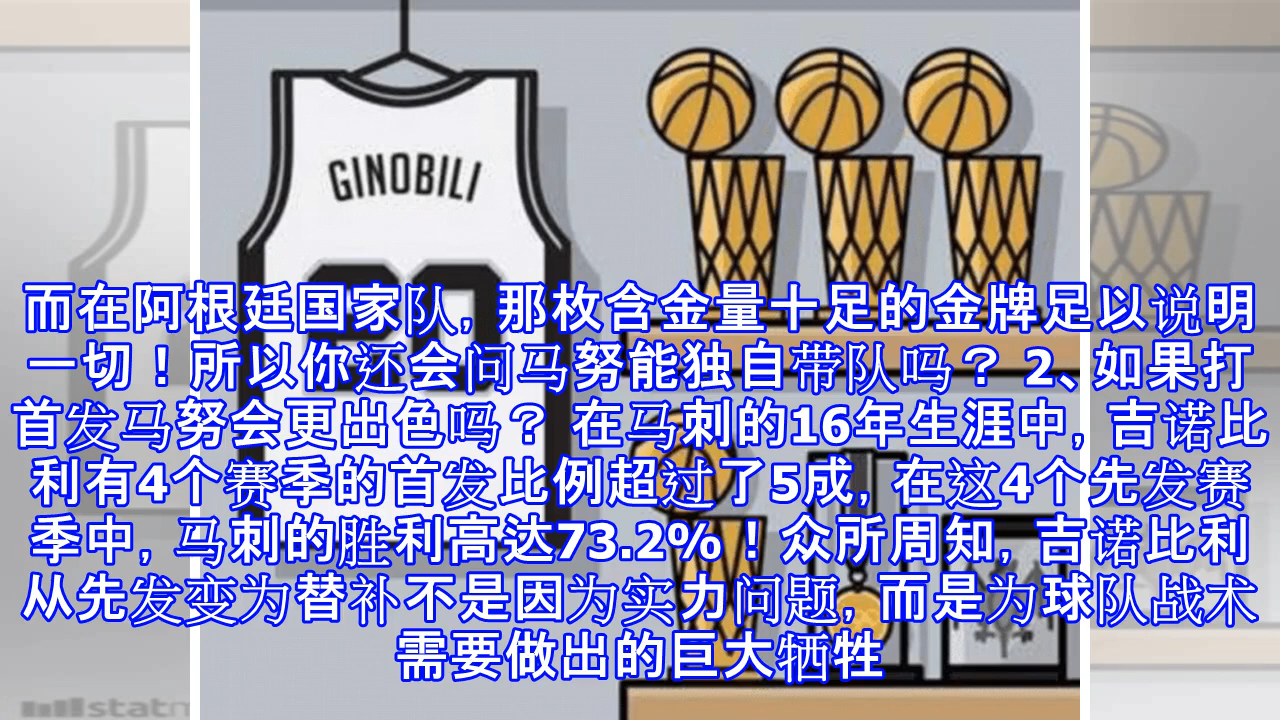 GINOBILI
20
而在阿根廷国家队, 那枚含金量十足的金牌足以说明
一切！所以你还会问马努能独自带队吗？ 2、如果打
首发马努会更出色吗？ 在马刺的16年生涯中, 吉诺比
利有4个赛季的首发比例超过了5成, 在这4个先发赛
季中, 马刺的胜利高达73.2%！众所周知, 吉诺比利
从先发变为替补不是因为实力问题, 而是为球队战术
需要做出的巨大牺牲